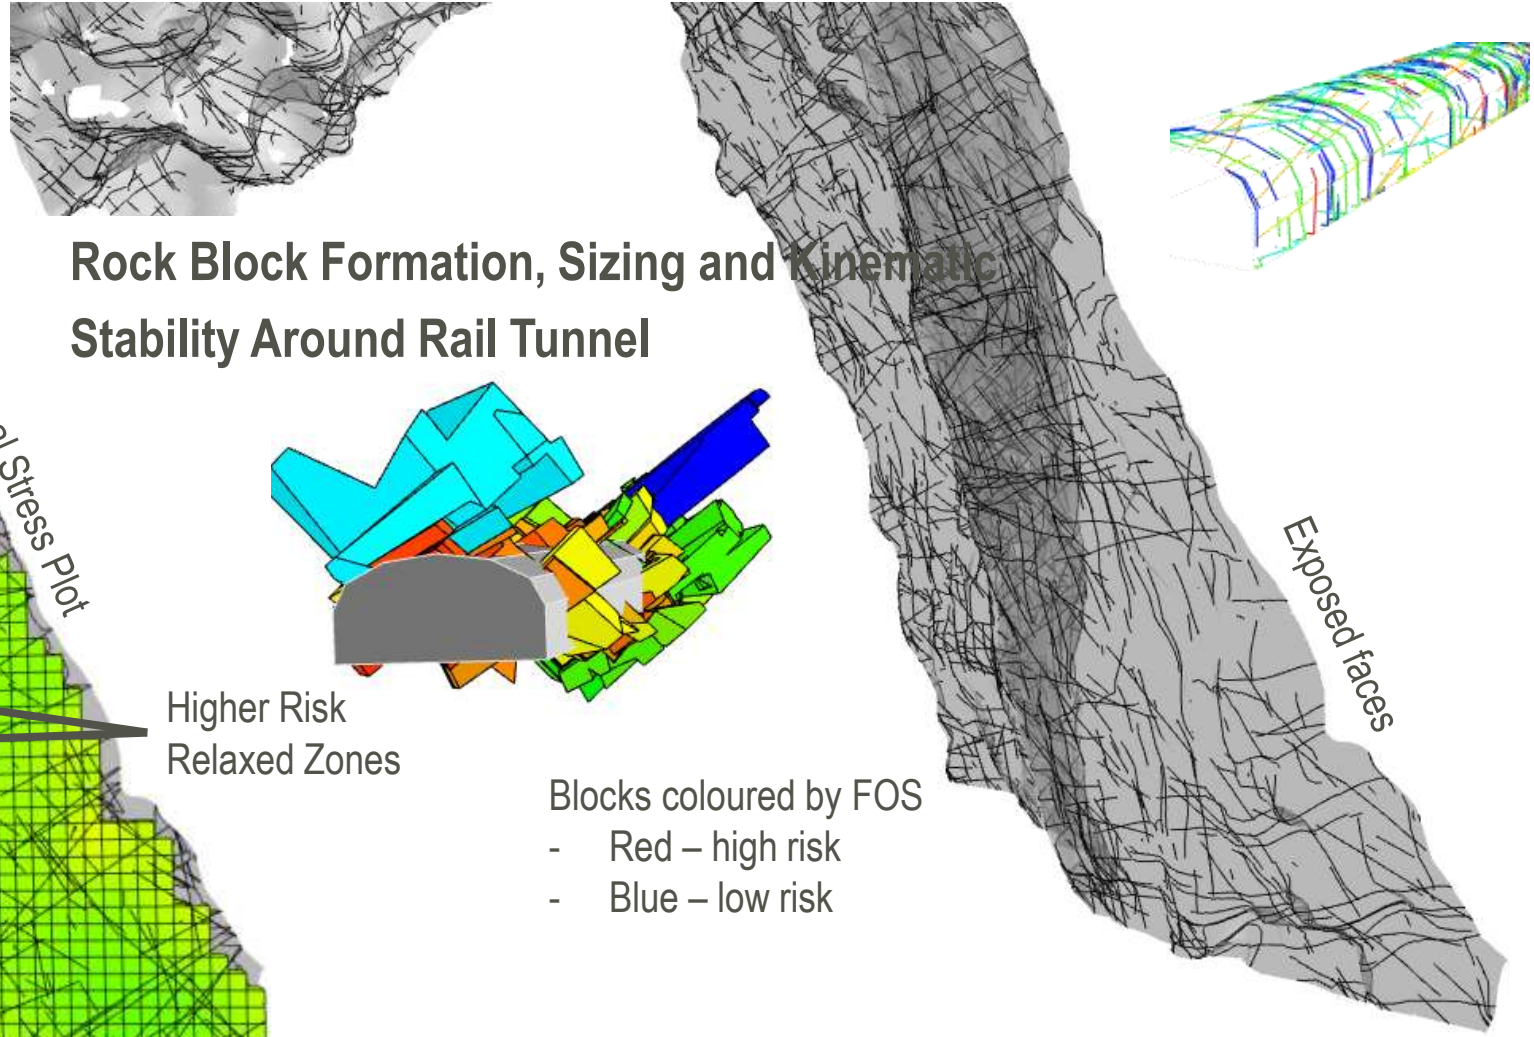 Rock Block Formation, Sizing and Kinematic
Stability Around Rail Tunnel
Stress Plot
Exposed faces
Higher Risk
Relaxed Zones
Blocks coloured by FOS
- Red – high risk
- Blue – low risk